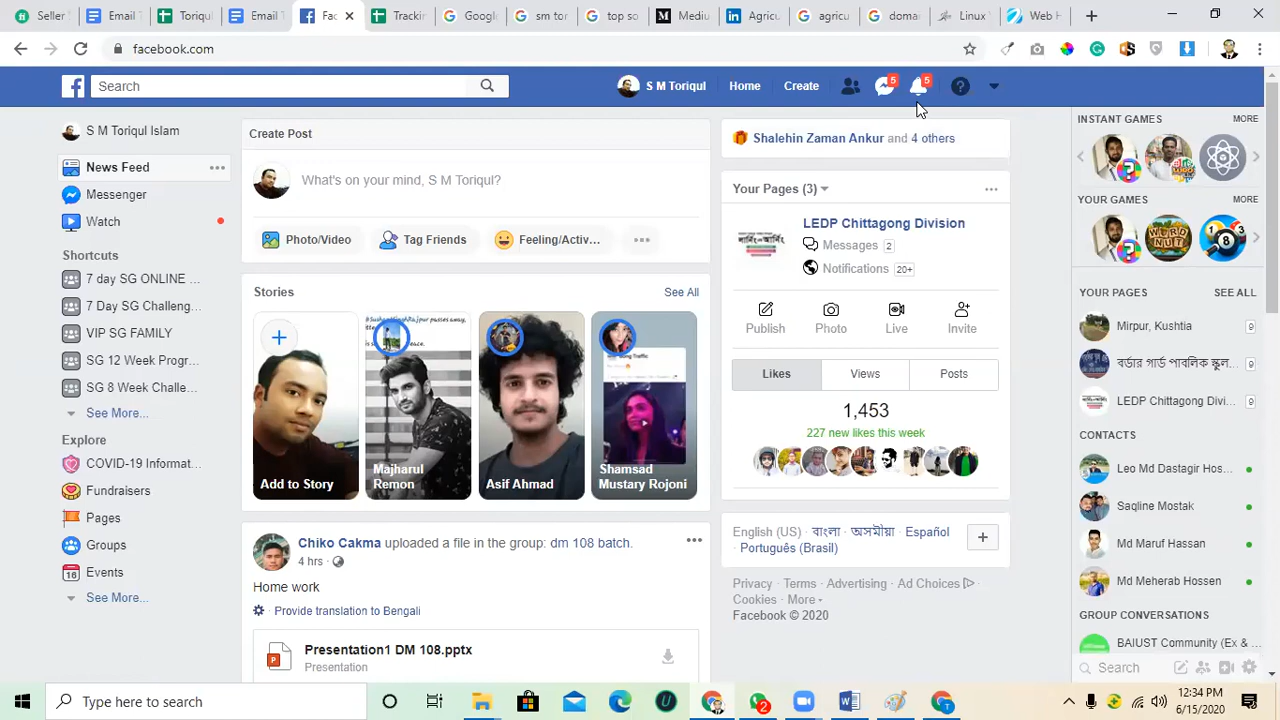 Seller
Email T
Toriqul
Email T
Fac
Trackin
Google
sm tor
top so
Mediu
Agricu
agricu
domai
Linux V
Web H
facebook.com
Search
S M Toriqul
Home
Create
5
5
S M Toriqul Islam
News Feed
Messenger
Watch
Shortcuts
7 day SG ONLINE ...
7 Day SG Challeng...
VIP SG FAMILY
SG 12 Week Progr...
SG 8 Week Challe...
See More...
Explore
COVID-19 Informat...
Fundraisers
Pages
Groups
Events
See More...
Create Post
What's on your mind, S M Toriqul?
Photo/Video
Tag Friends
Feeling/Activ...
Stories
See All
Add to Story
Majharul
Remon
Asif Ahmad
Shamsad
Mustary Rojoni
Chiko Cakma uploaded a file in the group: dm 108 batch.
4 hrs ·
Home work
· Provide translation to Bengali
Presentation1 DM 108.pptx
Presentation
Shalehin Zaman Ankur and 4 others
Your Pages (3)
LEDP Chittagong Division
Messages 2
Notifications 20+
Publish
Photo
Live
Invite
Likes
Views
Posts
1,453
227 new likes this week
English (US) · বাংলা · অসমীয়া · Español
· Português (Brasil)
Privacy · Terms · Advertising · Ad Choices ·
Cookies · More
Facebook © 2020
INSTANT GAMES
MORE
YOUR GAMES
MORE
YOUR PAGES
SEE ALL
Mirpur, Kushtia
9
বর্ডার গার্ড পাবলিক স্কুল...
9
LEDP Chittagong Divi...
9
CONTACTS
Leo Md Dastagir Hos...
Saqline Mostak
Md Maruf Hassan
Md Meherab Hossen
GROUP CONVERSATIONS
BAIUST Community (Ex & ...
Search
Type here to search
2
12:34 PM
6/15/2020